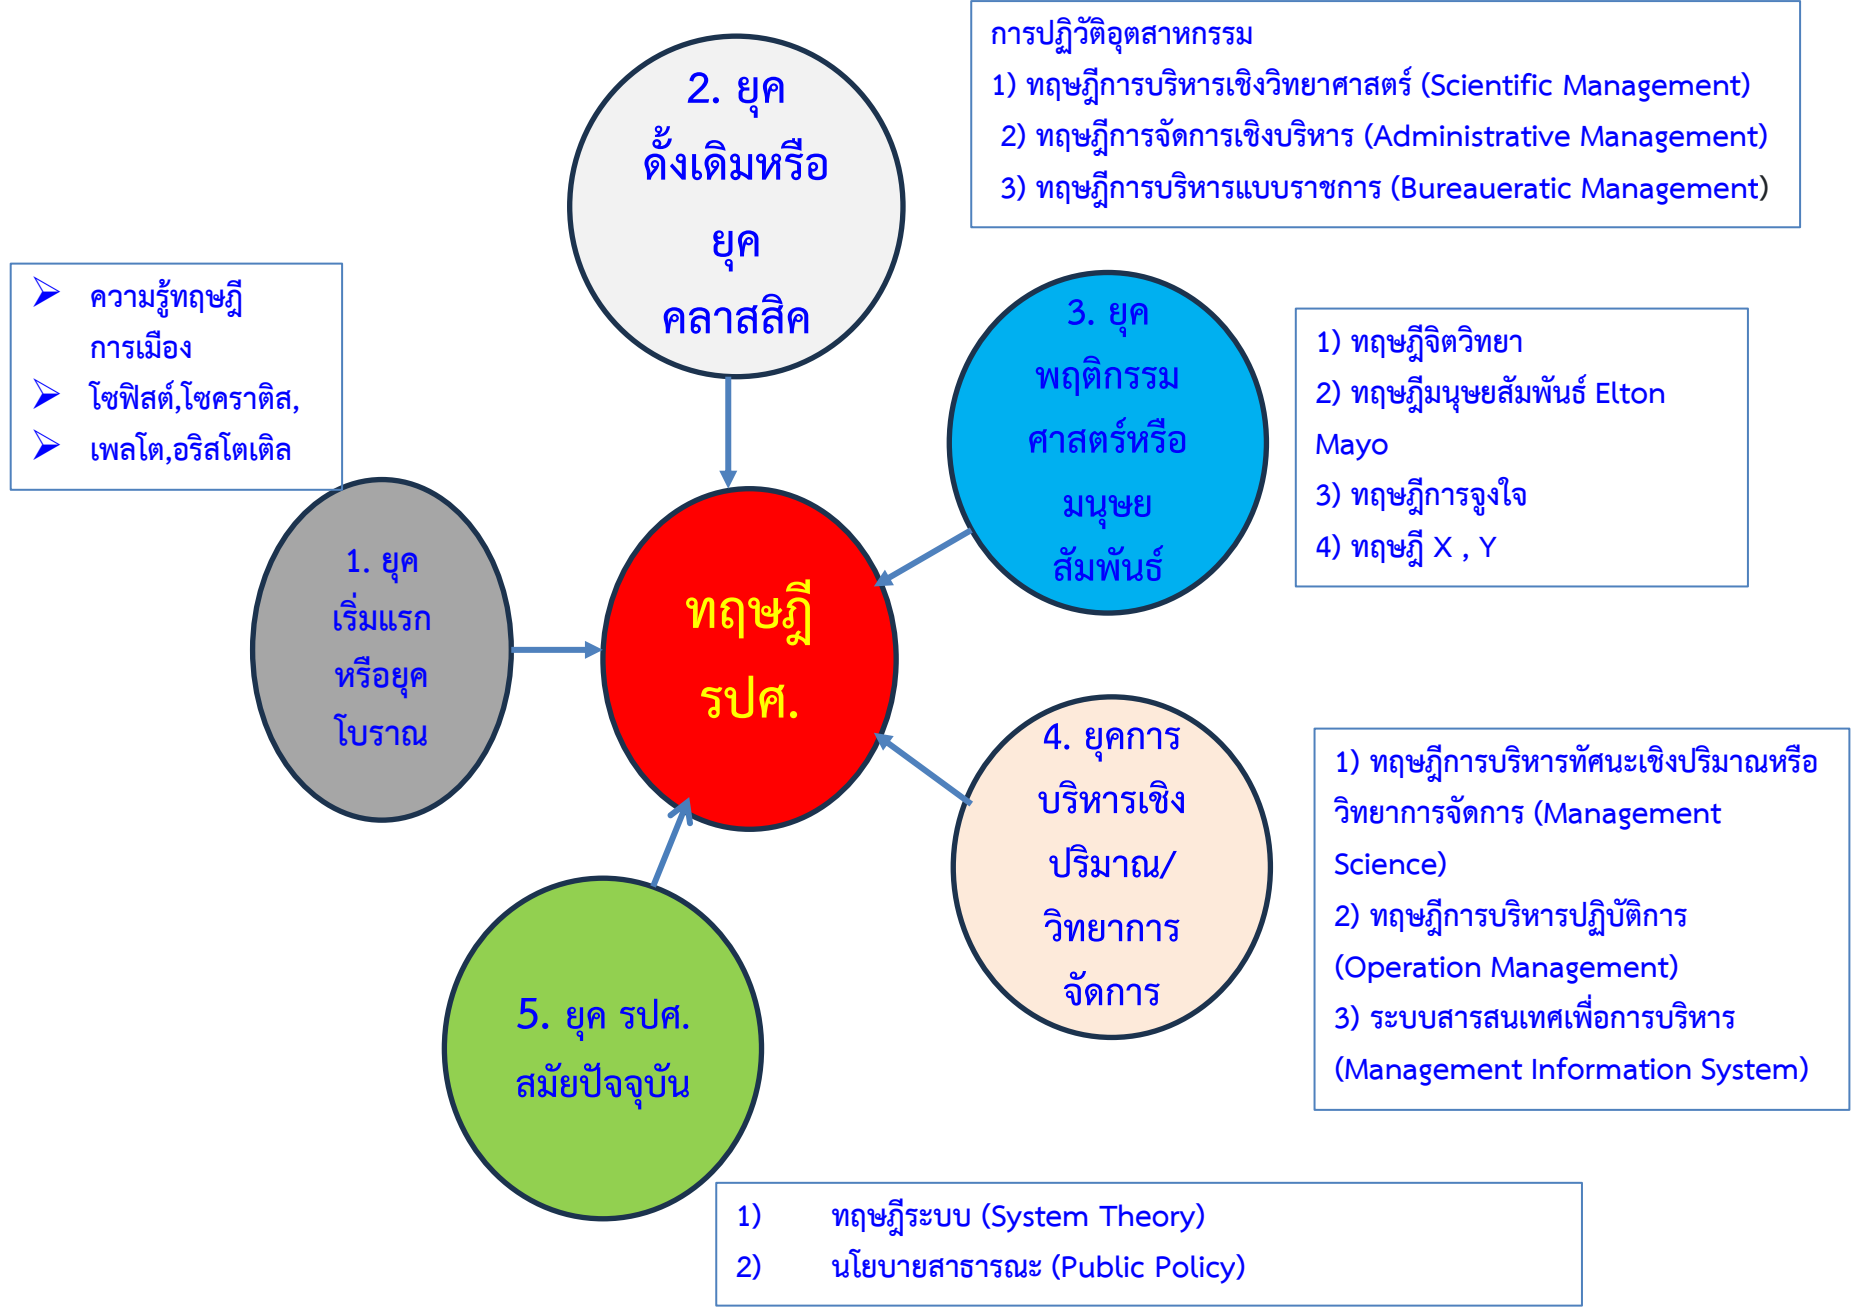 การปฏิวัติอุตสาหกรรม
1) ทฤษฎีการบริหารเชิงวิทยาศาสตร์ (Scientific Management)
2) ทฤษฎีการจัดการเชิงบริหาร (Administrative Management)
3) ทฤษฎีการบริหารแบบราชการ (Bureaueratic Management)
2. ยุค
ดั้งเดิมหรือ
ยุค
คลาสสิค
➢ ความรู้ทฤษฎี
การเมือง
➢ โซฟิสต์,โซคราติส,
➢ เพลโต,อริสโตเติล
3. ยุค
พฤติกรรม
ศาสตร์หรือ
มนุษย
สัมพันธ์
1) ทฤษฎีจิตวิทยา
2) ทฤษฎีมนุษยสัมพันธ์ Elton
Mayo
3) ทฤษฎีการจูงใจ
4) ทฤษฎี X , Y
1. ยุค
เริ่มแรก
หรือยุค
โบราณ
ทฤษฎี
รปศ.
4. ยุคการ
บริหารเชิง
ปริมาณ/
วิทยาการ
จัดการ
1) ทฤษฎีการบริหารทัศนะเชิงปริมาณหรือ
วิทยาการจัดการ (Management
Science)
2) ทฤษฎีการบริหารปฏิบัติการ
(Operation Management)
3) ระบบสารสนเทศเพื่อการบริหาร
(Management Information System)
5. ยุค รปศ.
สมัยปัจจุบัน
1) ทฤษฎีระบบ (System Theory)
2) นโยบายสาธารณะ (Public Policy)